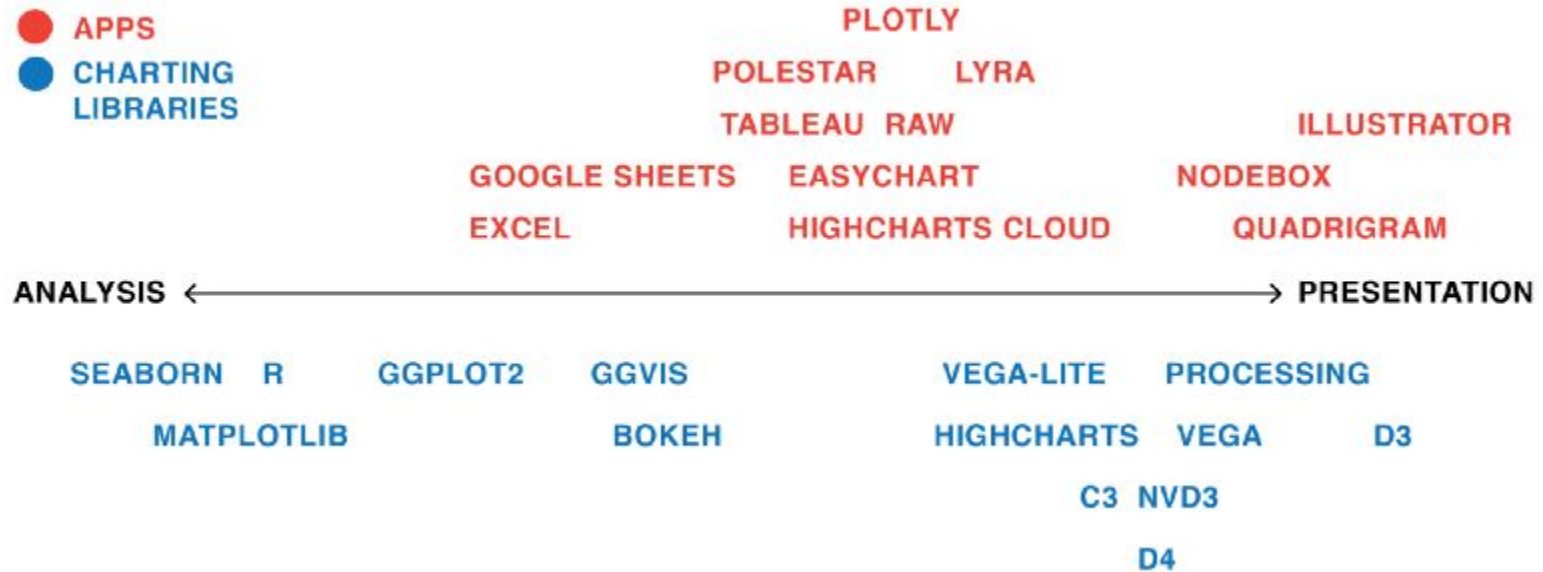 APPS
CHARTING
LIBRARIES
PLOTLY
POLESTAR LYRA
TABLEAU RAW ILLUSTRATOR
GOOGLE SHEETS EASYCHART NODEBOX
EXCEL HIGHCHARTS CLOUD QUADRIGRAM
ANALYSIS PRESENTATION
SEABORN R GGPLOT2 GGVIS VEGA-LITE PROCESSING
MATPLOTLIB BOKEH HIGHCHARTS VEGA D3
C3 NVD3
D4